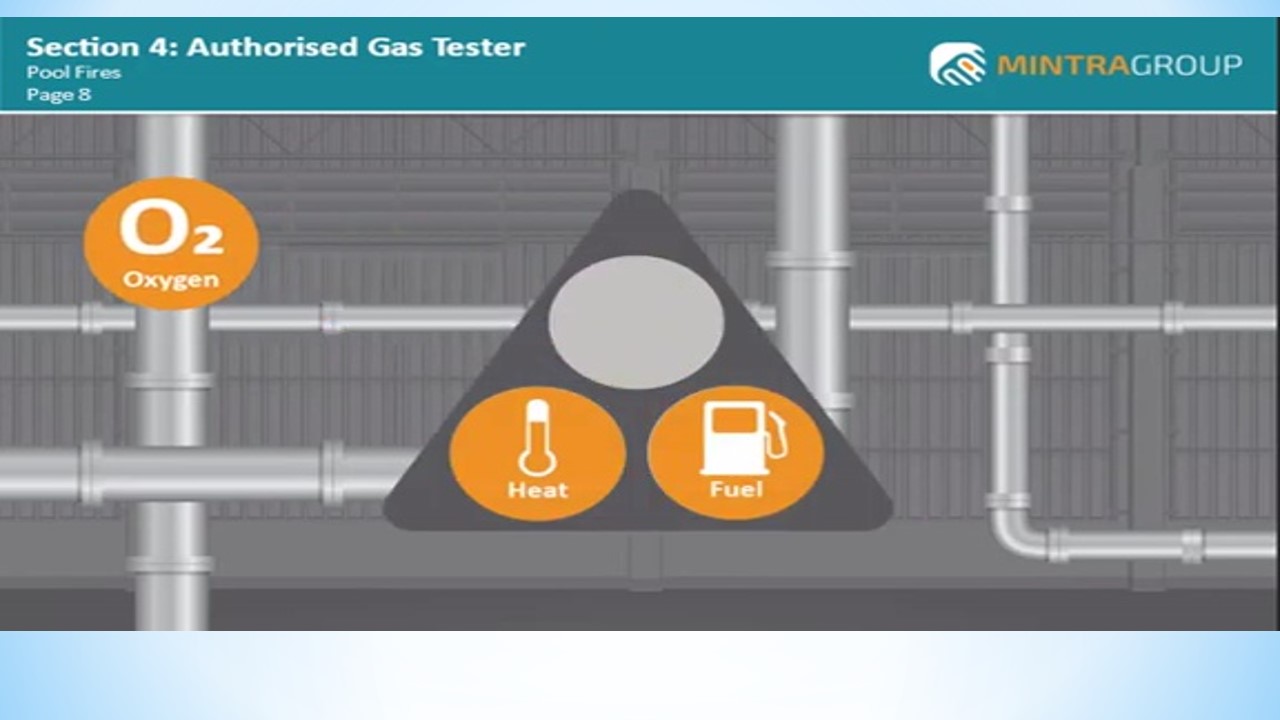 Section 4: Authorised Gas Tester
Pool Fires
Page 8
MINTRAGROUP
O₂
Oxygen
Heat
Fuel